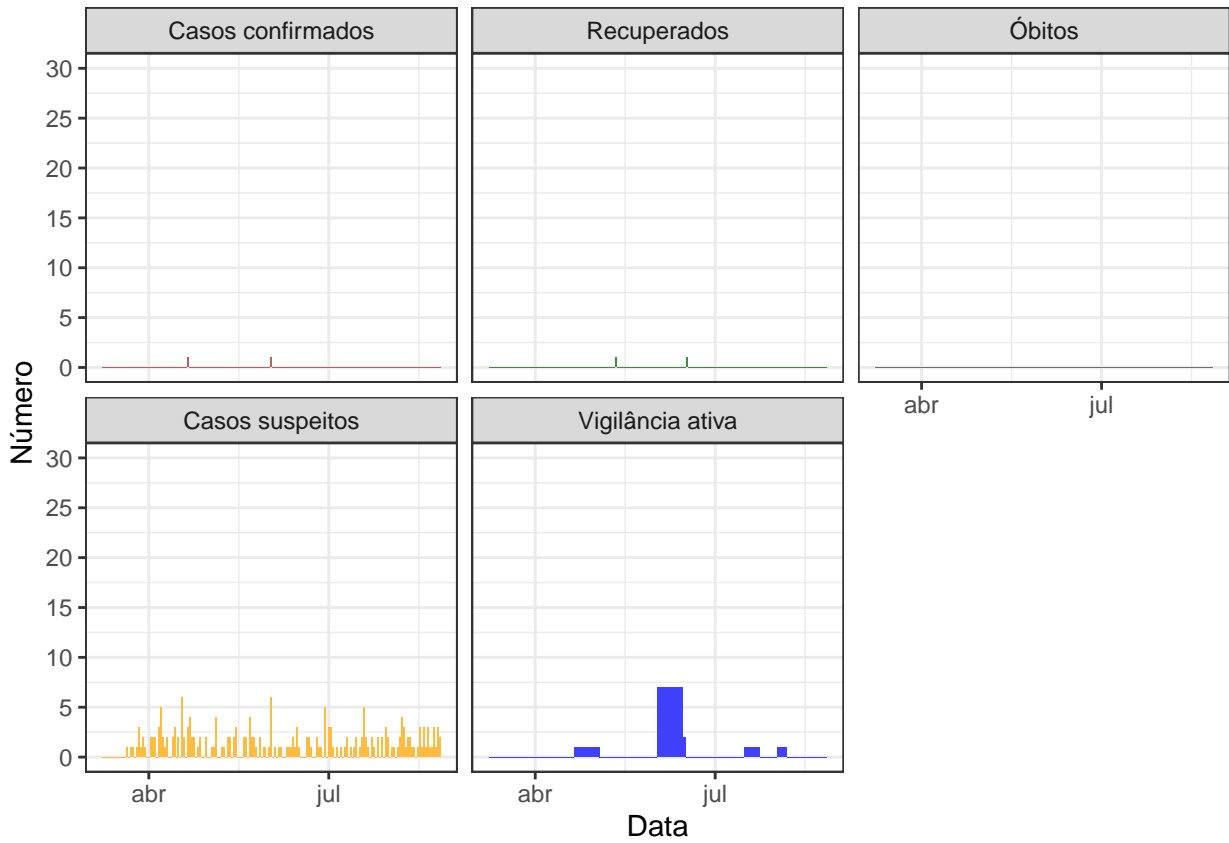 Casos confirmados
Recuperados
Óbitos
30
25
20
15
10
5
0
abr
jul
Casos suspeitos
Vigilância ativa
30
25
20
15
10
5
0
abr
jul
abr
jul
Número
Data